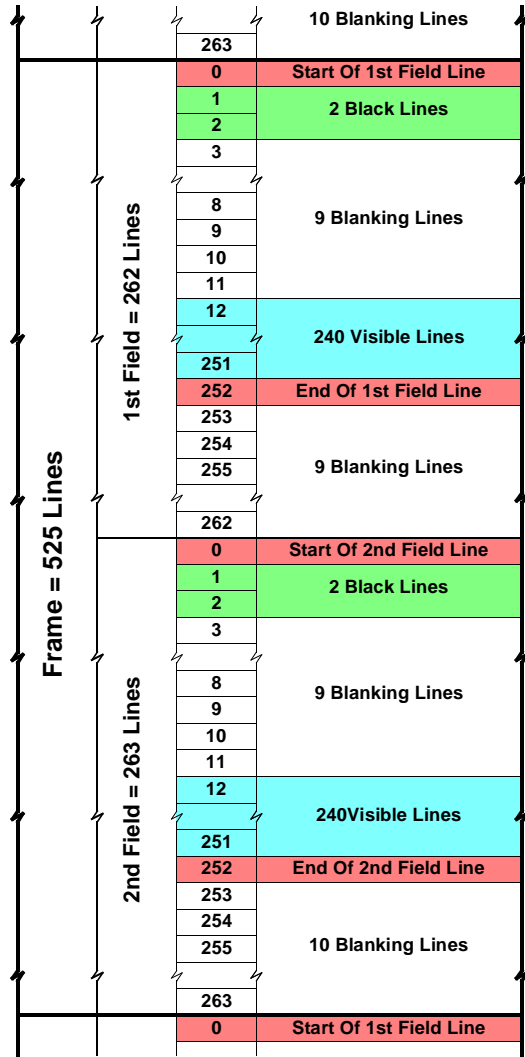 10 Blanking Lines
263
0 Start Of 1st Field Line
1
2 Black Lines
2
3
8
9 Blanking Lines
9
10
11
12
240 Visible Lines
251
252 End Of 1st Field Line
253
254
255 9 Blanking Lines
262
1st Field = 262 Lines
Frame = 525 Lines
0 Start Of 2nd Field Line
1
2 Black Lines
2
3
8
9 Blanking Lines
9
10
11
12
240Visible Lines
251
252 End Of 2nd Field Line
253
254
255 10 Blanking Lines
263
2nd Field = 263 Lines
0 Start Of 1st Field Line